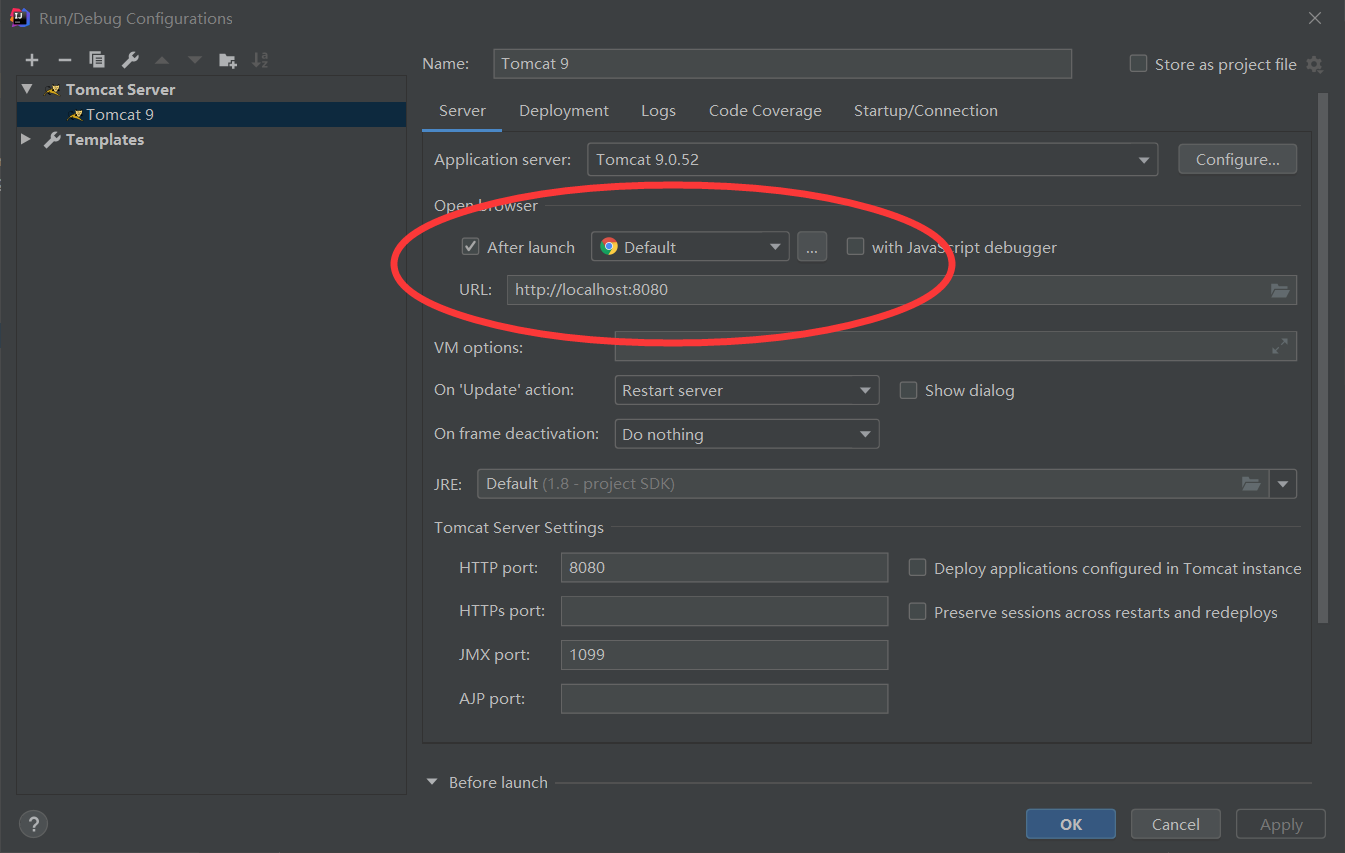 Run/Debug Configurations
Tomcat Server
Tomcat 9
Templates
Name: Tomcat 9 Store as project file
Server Deployment Logs Code Coverage Startup/Connection
Application server: Tomcat 9.0.52 Configure...
Open browser
After launch Default ... with JavaScript debugger
URL: http://localhost:8080
VM options:
On 'Update' action: Restart server Show dialog
On frame deactivation: Do nothing
JRE: Default (1.8 - project SDK)
Tomcat Server Settings
HTTP port: 8080 Deploy applications configured in Tomcat instance
HTTPs port: Preserve sessions across restarts and redeploys
JMX port: 1099
AJP port:
Before launch
? OK Cancel Apply